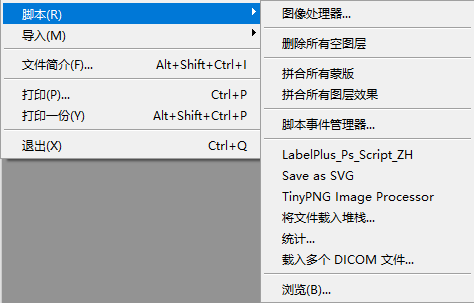 脚本(R)
导入(M)
文件简介(F)... Alt+Shift+Ctrl+I
打印(P)... Ctrl+P
打印一份(Y) Alt+Shift+Ctrl+P
退出(X) Ctrl+Q
图像处理器...
删除所有空图层
拼合所有蒙版
拼合所有图层效果
脚本事件管理器...
LabelPlus_Ps_Script_ZH
Save as SVG
TinyPNG Image Processor
将文件载入堆栈...
统计...
载入多个 DICOM 文件...
浏览(B)...